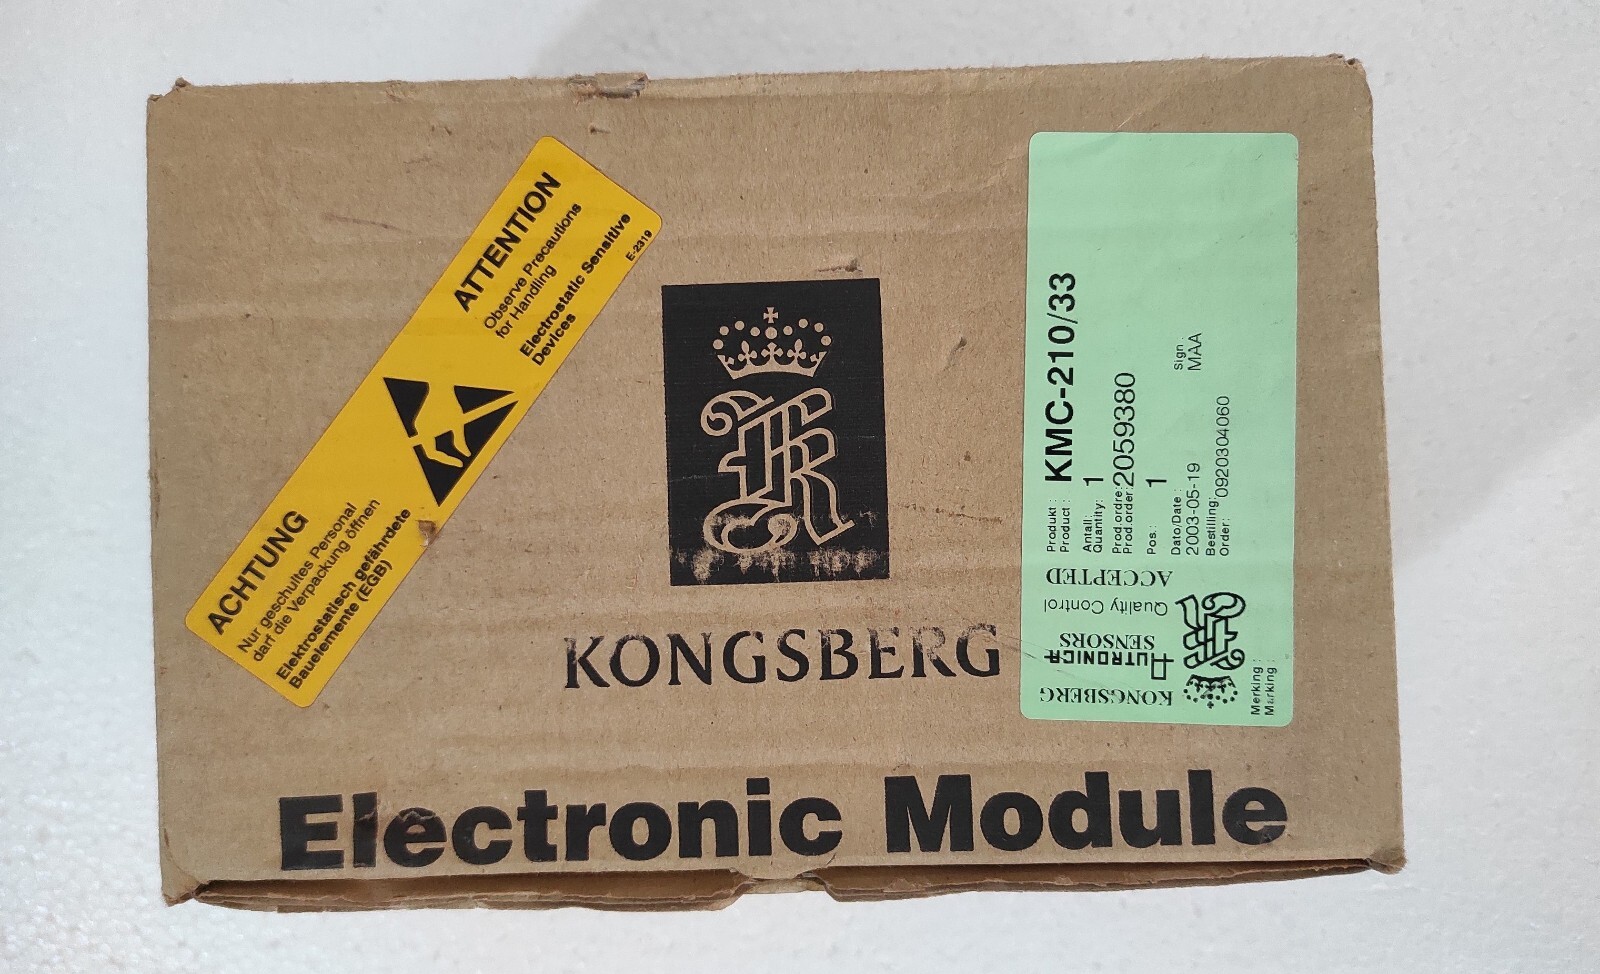 ACHTUNG
Nur geschultes Personal
darf die Verpackung öffnen
Elektrostatisch gefährdete
Bauelemente (EGB)
ATTENTION
Observe Precautions
for Handling
Electrostatic Sensitive
Devices
E-2319
KONGSBERG
Electronic Module
Produkt :
Product : KMC-210/33
Antall:
Quantity: 1
Prod.ordre:
Prod.order: 2059380
Pos.: 1
Dato/Date :
2003-05-19
Sign :
MAA
Bestilling:
Order: 0920304060
KONGSBERG
AUTRONICA
SENSORS
Quality Control
ACCEPTED
Merking :
Marking :